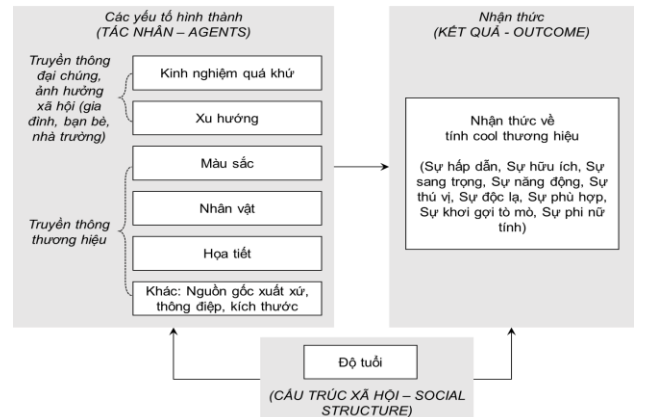 Các yếu tố hình thành
(TÁC NHÂN – AGENTS)
Truyền thông
đại chúng,
ảnh hưởng
xã hội (gia
đình, bạn bè,
nhà trường)
Kinh nghiệm quá khứ
Xu hướng
Truyền thông
thương hiệu
Màu sắc
Nhân vật
Họa tiết
Khác: Nguồn gốc xuất xứ,
thông điệp, kích thước
Nhận thức
(KẾT QUẢ - OUTCOME)
Nhận thức về
tính cool thương hiệu
(Sự hấp dẫn, Sự hữu ích, Sự
sang trọng, Sự năng động, Sự
thú vị, Sự độc lạ, Sự phù hợp,
Sự khơi gợi tò mò, Sự phi nữ
tính)
Độ tuổi
(CẤU TRÚC XÃ HỘI – SOCIAL
STRUCTURE)